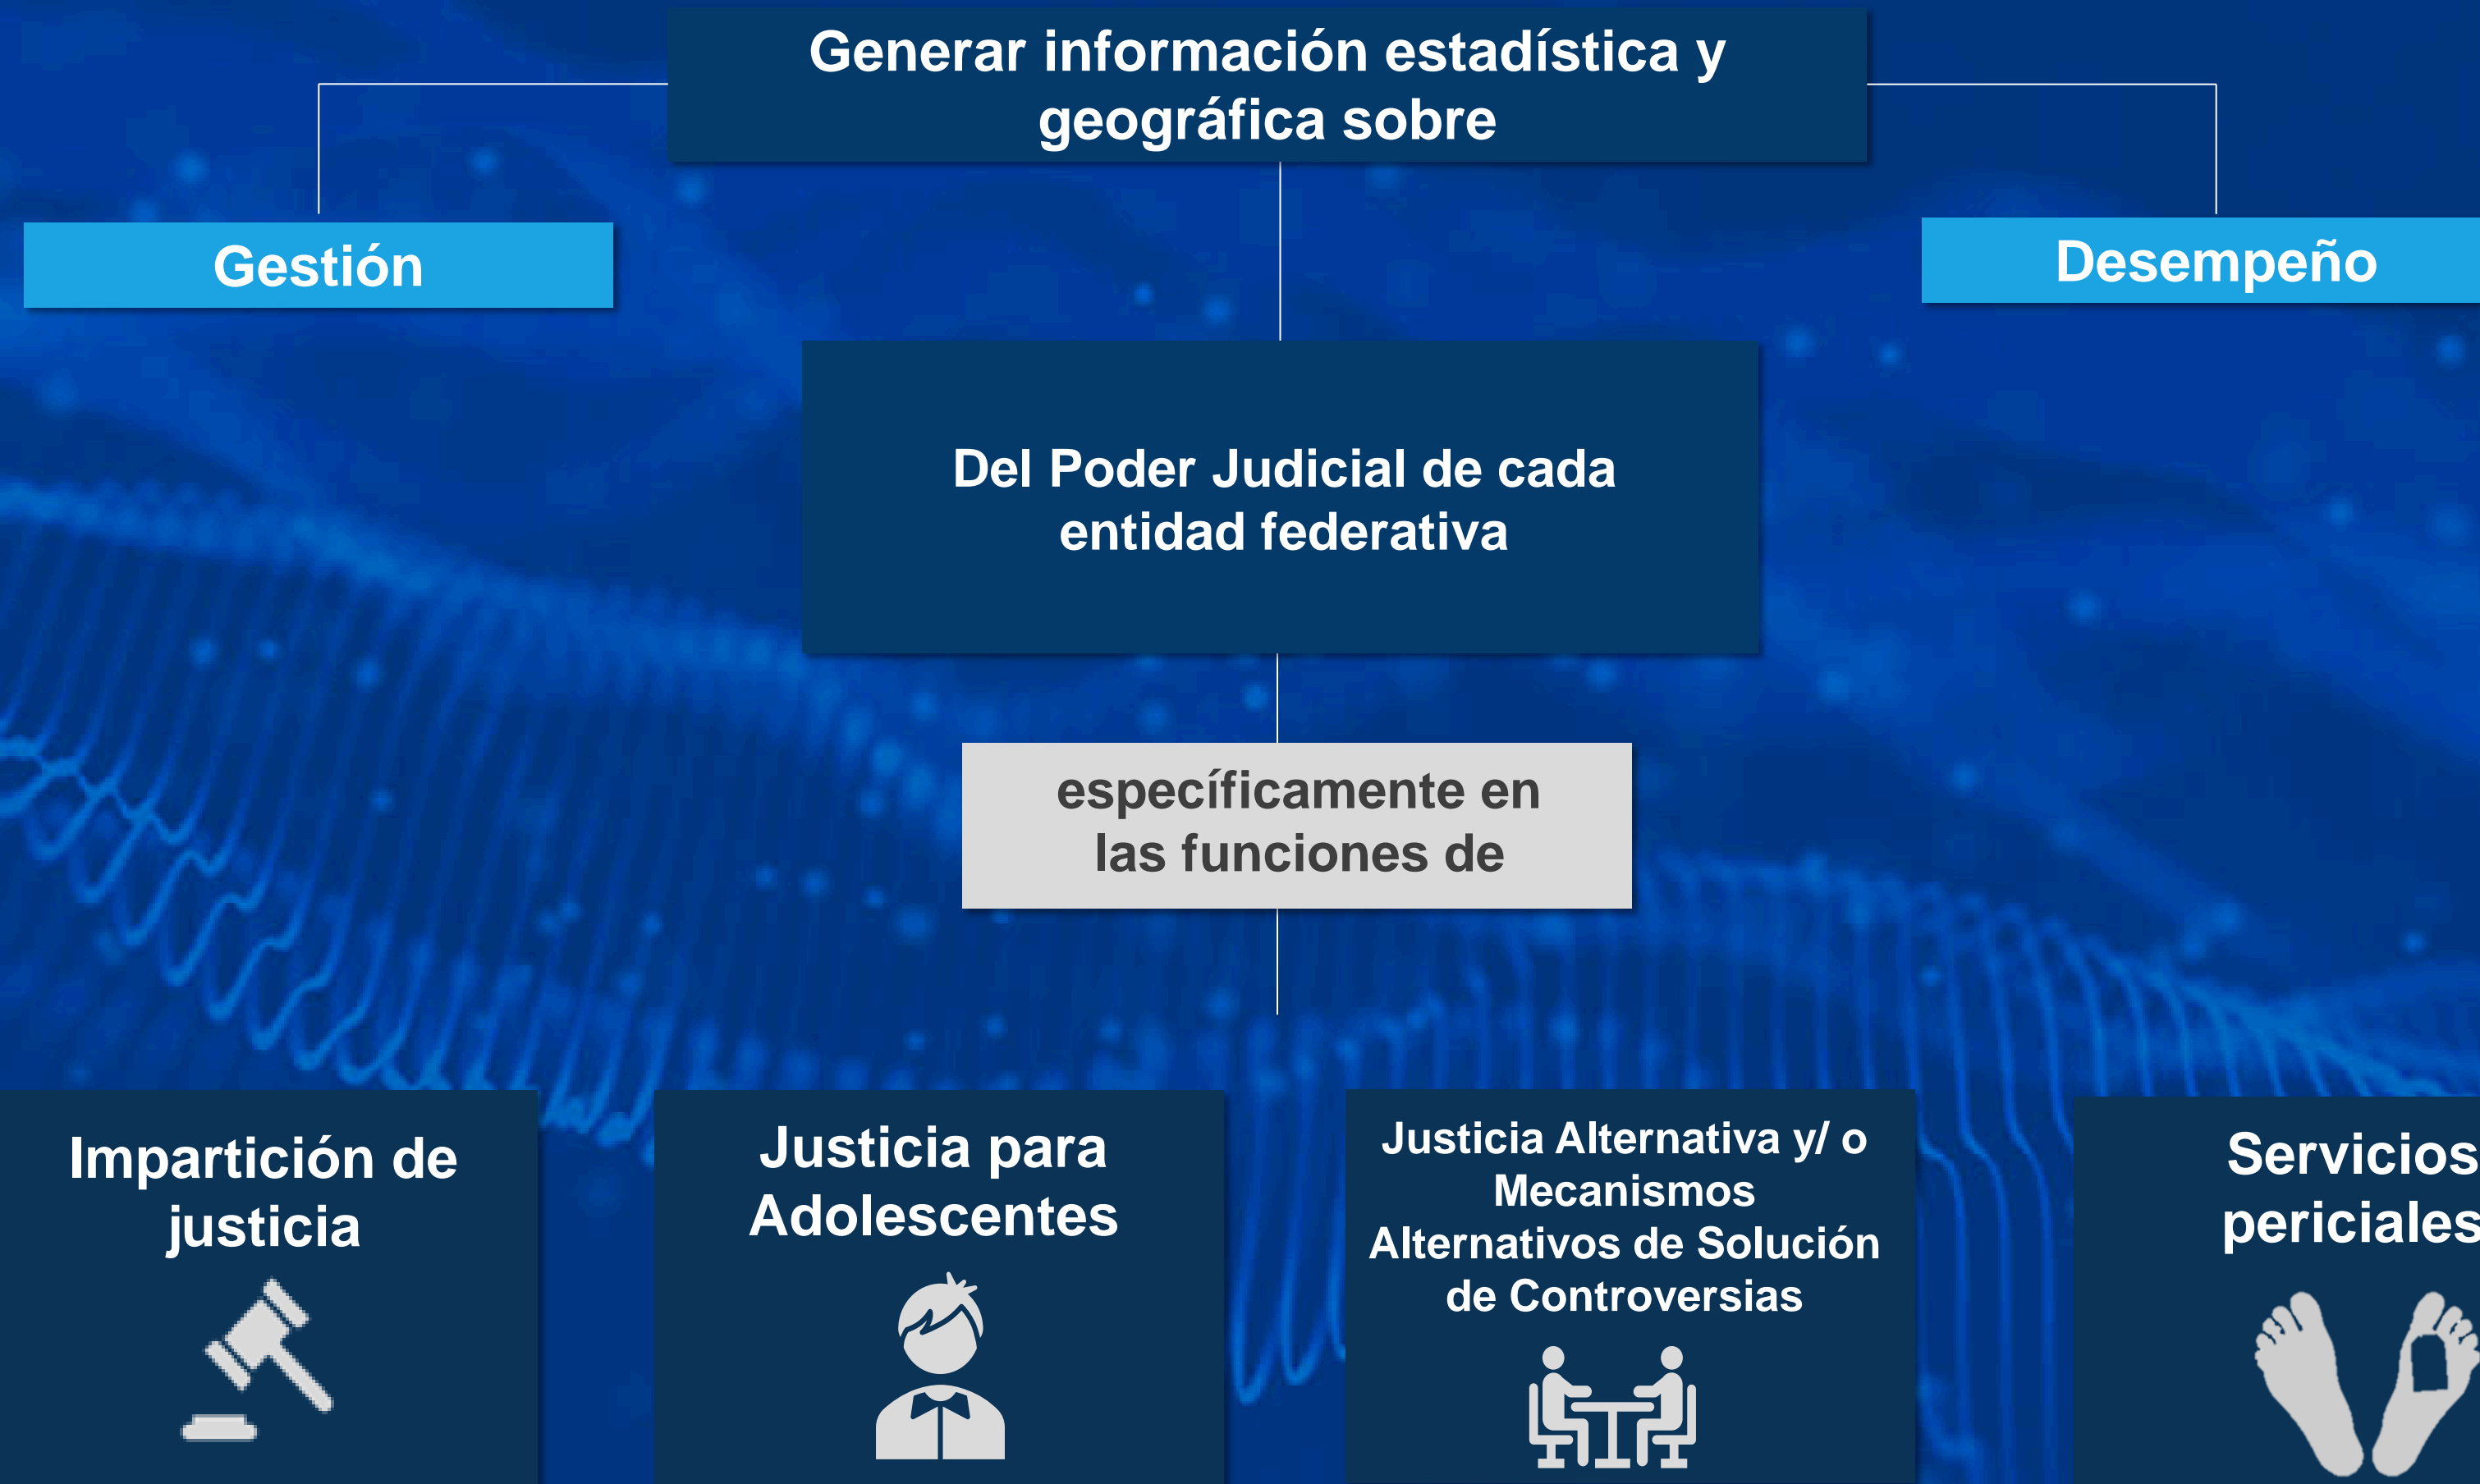 Generar información estadística y
geográfica sobre
Gestión
Desempeño
Del Poder Judicial de cada
entidad federativa
específicamente en
las funciones de
Impartición de
justicia
Justicia para
Adolescentes
Justicia Alternativa y/ o
Mecanismos
Alternativos de Solución
de Controversias
Servicios
periciales